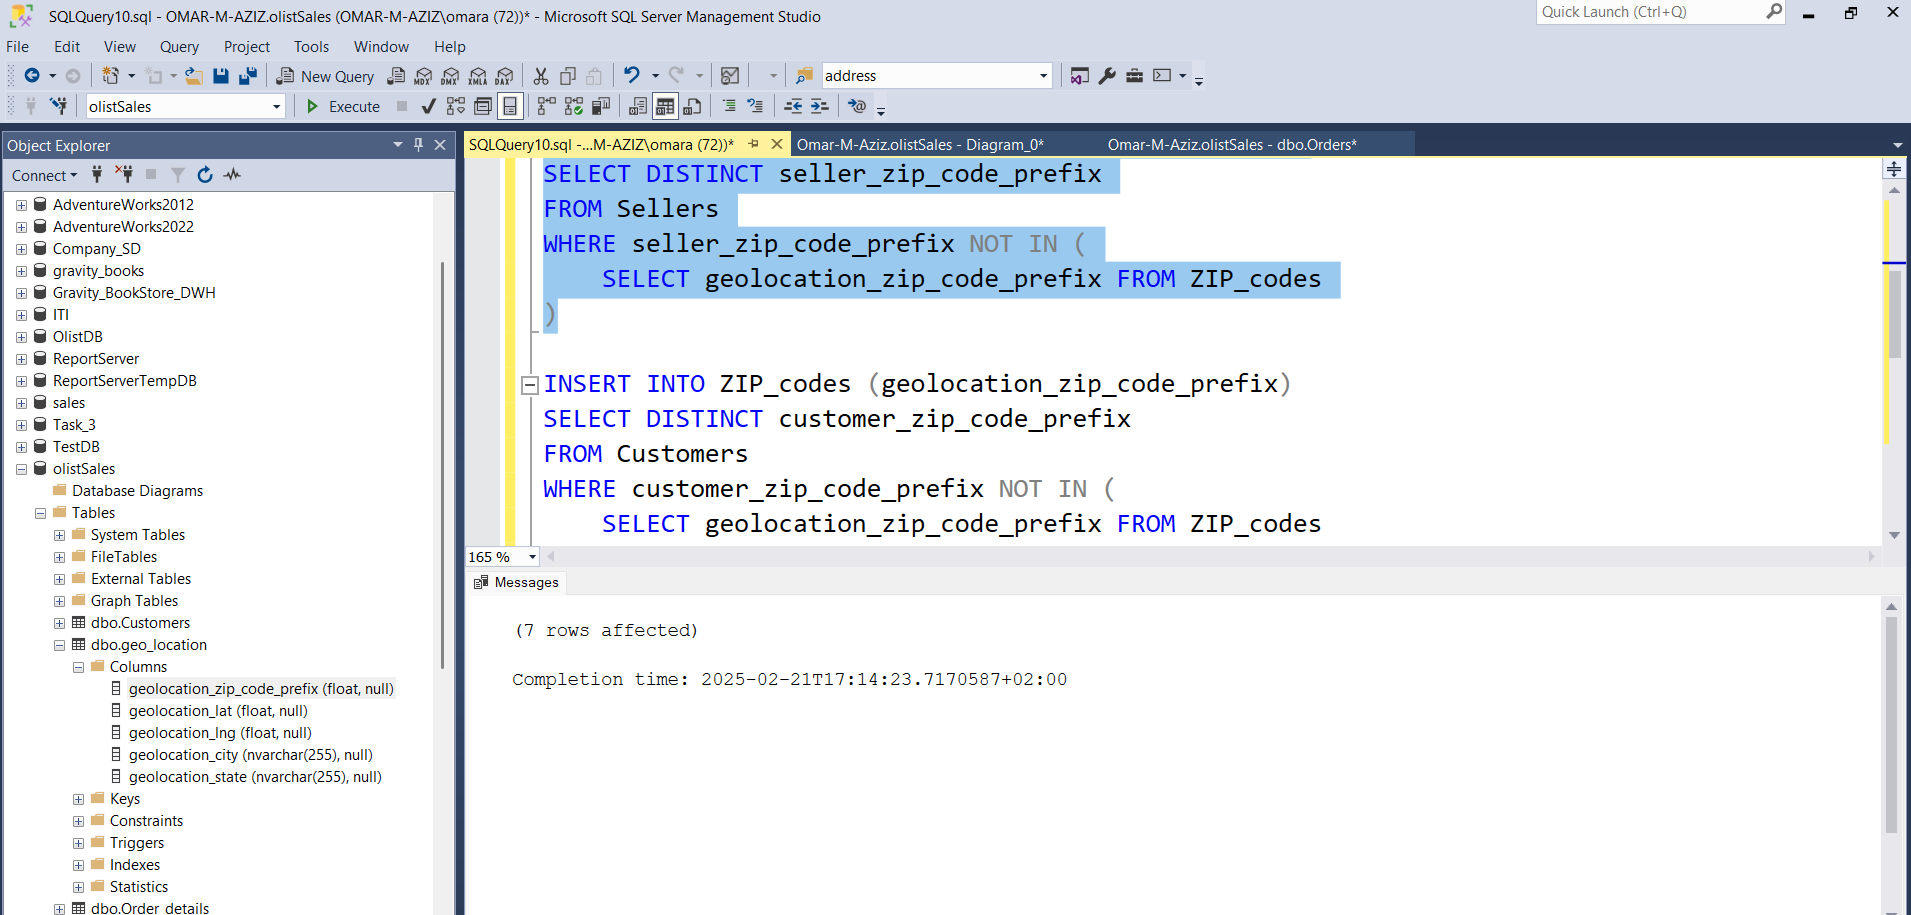 SQLQuery10.sql - OMAR-M-AZIZ.olistSales (OMAR-M-AZIZ\omara (72))* - Microsoft SQL Server Management Studio
Quick Launch (Ctrl+Q)
File Edit View Query Project Tools Window Help
New Query MDX DMX XMLA DAX address
olistSales Execute
Object Explorer
Connect
AdventureWorks2012
AdventureWorks2022
Company_SD
gravity_books
Gravity_BookStore_DWH
ITI
OlistDB
ReportServer
ReportServerTempDB
sales
Task_3
TestDB
olistSales
Database Diagrams
Tables
System Tables
FileTables
External Tables
Graph Tables
dbo.Customers
dbo.geo_location
Columns
geolocation_zip_code_prefix (float, null)
geolocation_lat (float, null)
geolocation_lng (float, null)
geolocation_city (nvarchar(255), null)
geolocation_state (nvarchar(255), null)
Keys
Constraints
Triggers
Indexes
Statistics
dbo.Order_details
SQLQuery10.sql -...M-AZIZ\omara (72))* Omar-M-Aziz.olistSales - Diagram_0* Omar-M-Aziz.olistSales - dbo.Orders*
SELECT DISTINCT seller_zip_code_prefix
FROM Sellers
WHERE seller_zip_code_prefix NOT IN (
SELECT geolocation_zip_code_prefix FROM ZIP_codes
)
INSERT INTO ZIP_codes (geolocation_zip_code_prefix)
SELECT DISTINCT customer_zip_code_prefix
FROM Customers
WHERE customer_zip_code_prefix NOT IN (
SELECT geolocation_zip_code_prefix FROM ZIP_codes
165 %
Messages
(7 rows affected)
Completion time: 2025-02-21T17:14:23.7170587+02:00